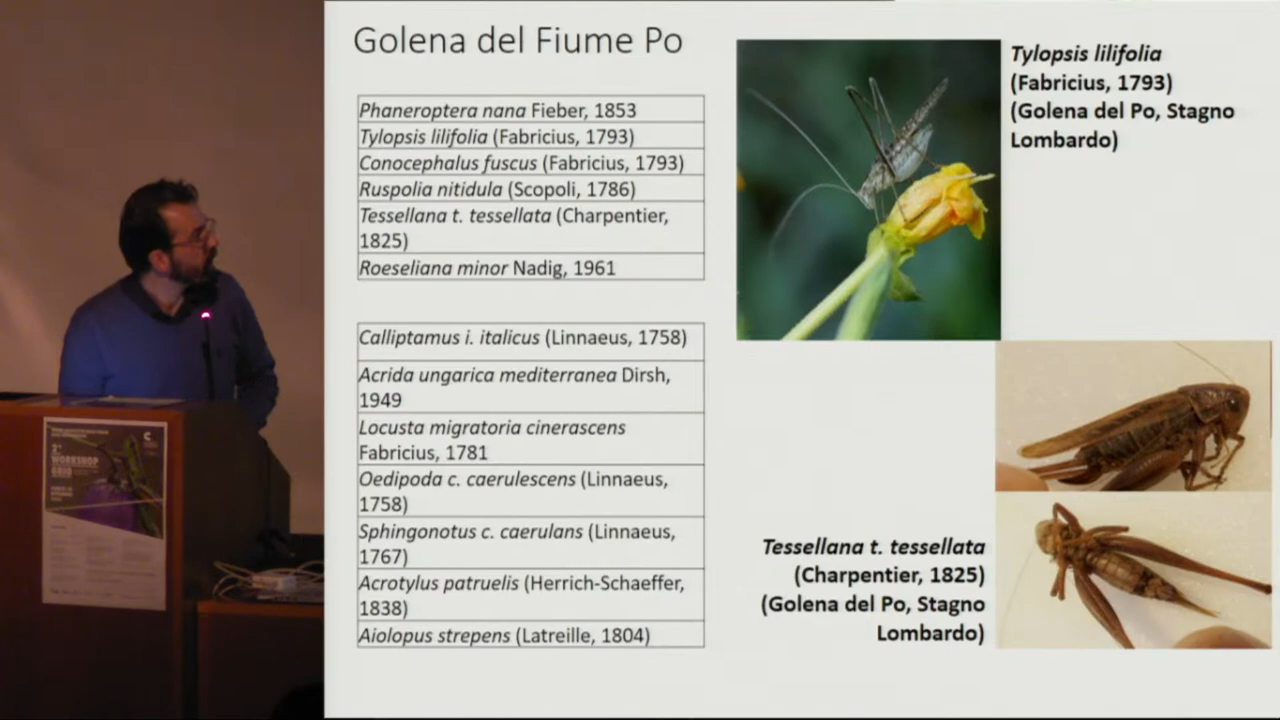 Golena del Fiume Po
Phaneroptera nana Fieber, 1853
Tylopsis lilifolia (Fabricius, 1793)
Conocephalus fuscus (Fabricius, 1793)
Ruspolia nitidula (Scopoli, 1786)
Tessellana t. tessellata (Charpentier,
1825)
Roeseliana minor Nadig, 1961
Calliptamus i. italicus (Linnaeus, 1758)
Acrida ungarica mediterranea Dirsh,
1949
Locusta migratoria cinerascens
Fabricius, 1781
Oedipoda c. caerulescens (Linnaeus,
1758)
Sphingonotus c. caerulans (Linnaeus,
1767)
Acrotylus patruelis (Herrich-Schaeffer,
1838)
Aiolopus strepens (Latreille, 1804)
Tylopsis lilifolia
(Fabricius, 1793)
(Golena del Po, Stagno
Lombardo)
Tessellana t. tessellata
(Charpentier, 1825)
(Golena del Po, Stagno
Lombardo)
WORKSHOP